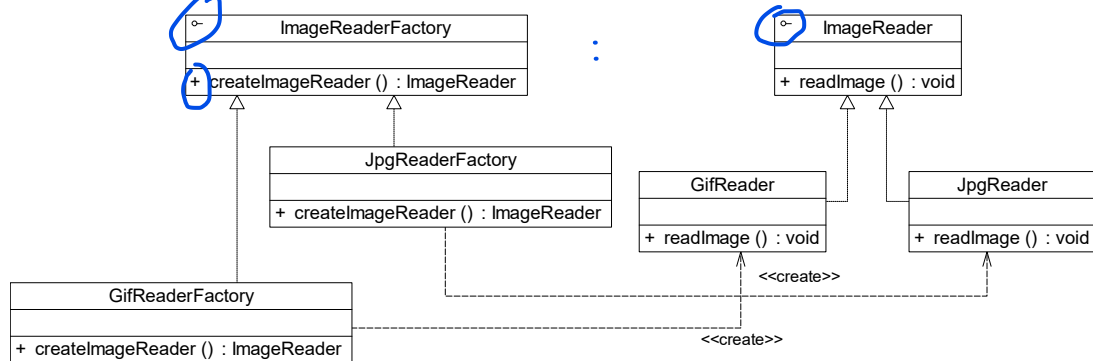 ImageReaderFactory
+ createImageReader () : ImageReader
ImageReader
+ readImage () : void
JpgReaderFactory
+ createImageReader () : ImageReader
GifReader
+ readImage () : void
JpgReader
+ readImage () : void
<<create>>
GifReaderFactory
+ createImageReader () : ImageReader
<<create>>